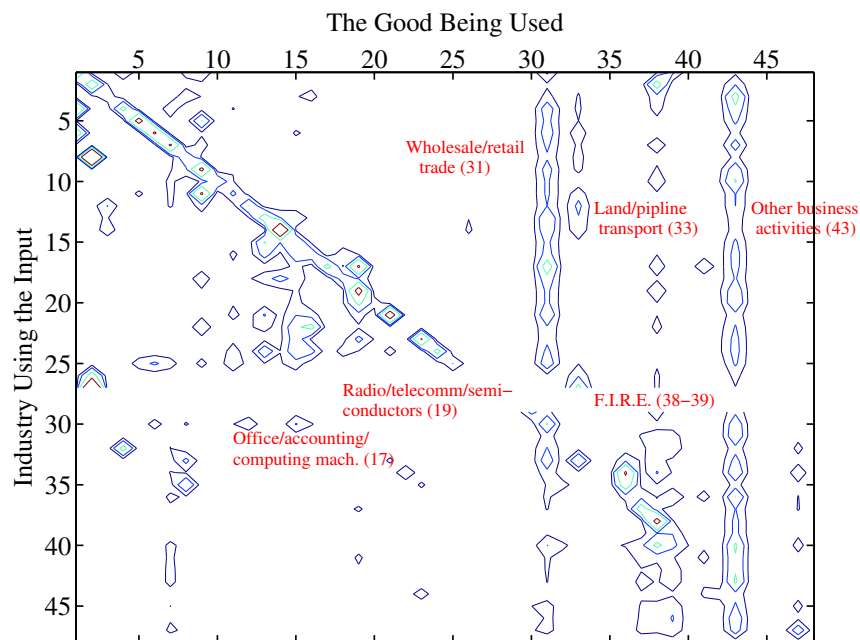 The Good Being Used
5 10 15 20 25 30 35 40 45
Industry Using the Input
5
10
15
20
25
30
35
40
45
Wholesale/retail
trade (31)
Land/pipline
transport (33)
Other business
activities (43)
Radio/telecomm/semi−
conductors (19)
F.I.R.E. (38−39)
Office/accounting/
computing mach. (17)